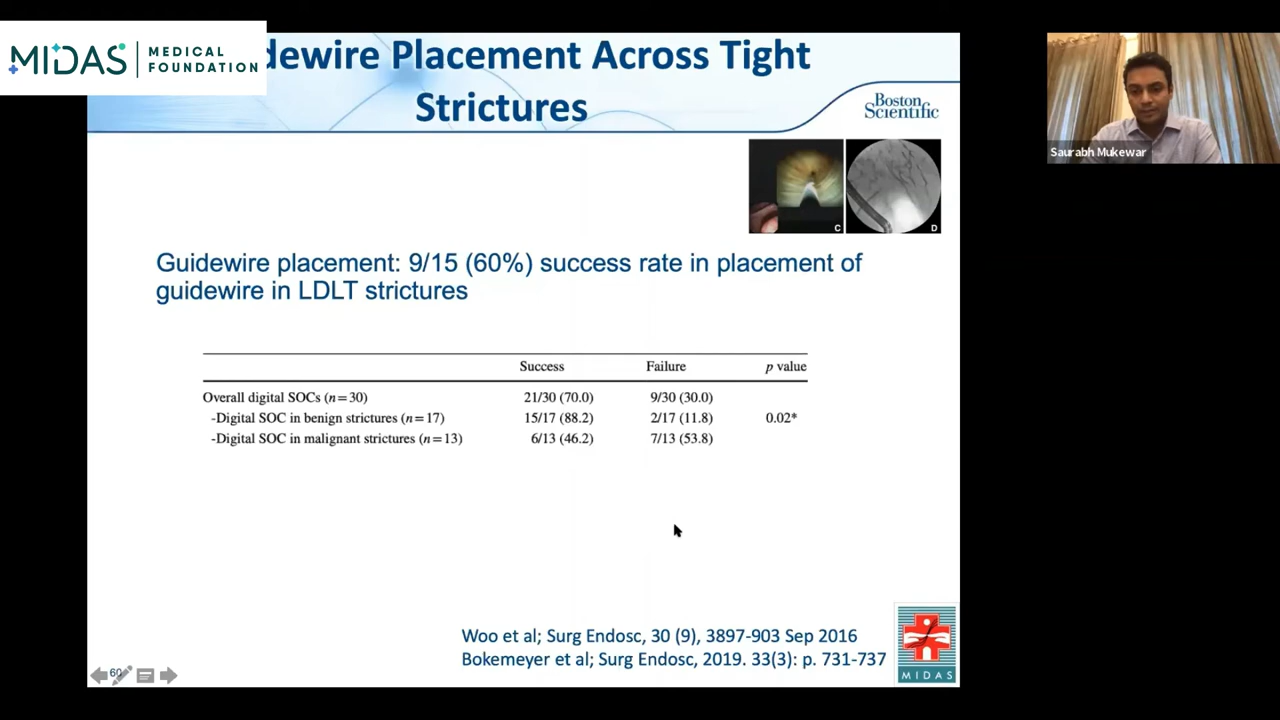 MIDAS MEDICAL FOUNDATION
dewire Placement Across Tight
Strictures
Boston
Scientific
Saurabh Mukewar
C D
Guidewire placement: 9/15 (60%) success rate in placement of
guidewire in LDLT strictures
Success Failure p value
Overall digital SOCs (n=30) 21/30 (70.0) 9/30 (30.0)
-Digital SOC in benign strictures (n=17) 15/17 (88.2) 2/17 (11.8) 0.02*
-Digital SOC in malignant strictures (n=13) 6/13 (46.2) 7/13 (53.8)
Woo et al; Surg Endosc, 30 (9), 3897-903 Sep 2016
Bokemeyer et al; Surg Endosc, 2019. 33(3): p. 731-737
60
MIDAS